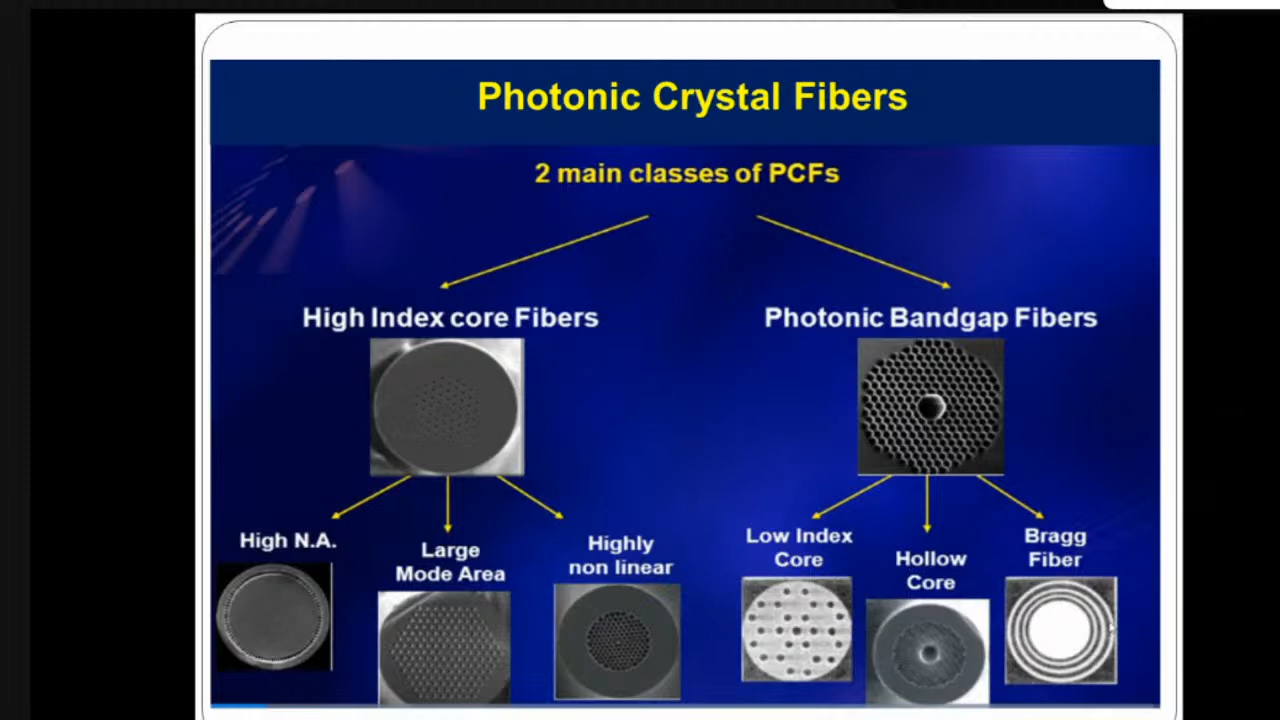 Photonic Crystal Fibers
2 main classes of PCFs
High Index core Fibers
Photonic Bandgap Fibers
High N.A.
Large
Mode Area
Highly
non linear
Low Index
Core
Hollow
Core
Bragg
Fiber